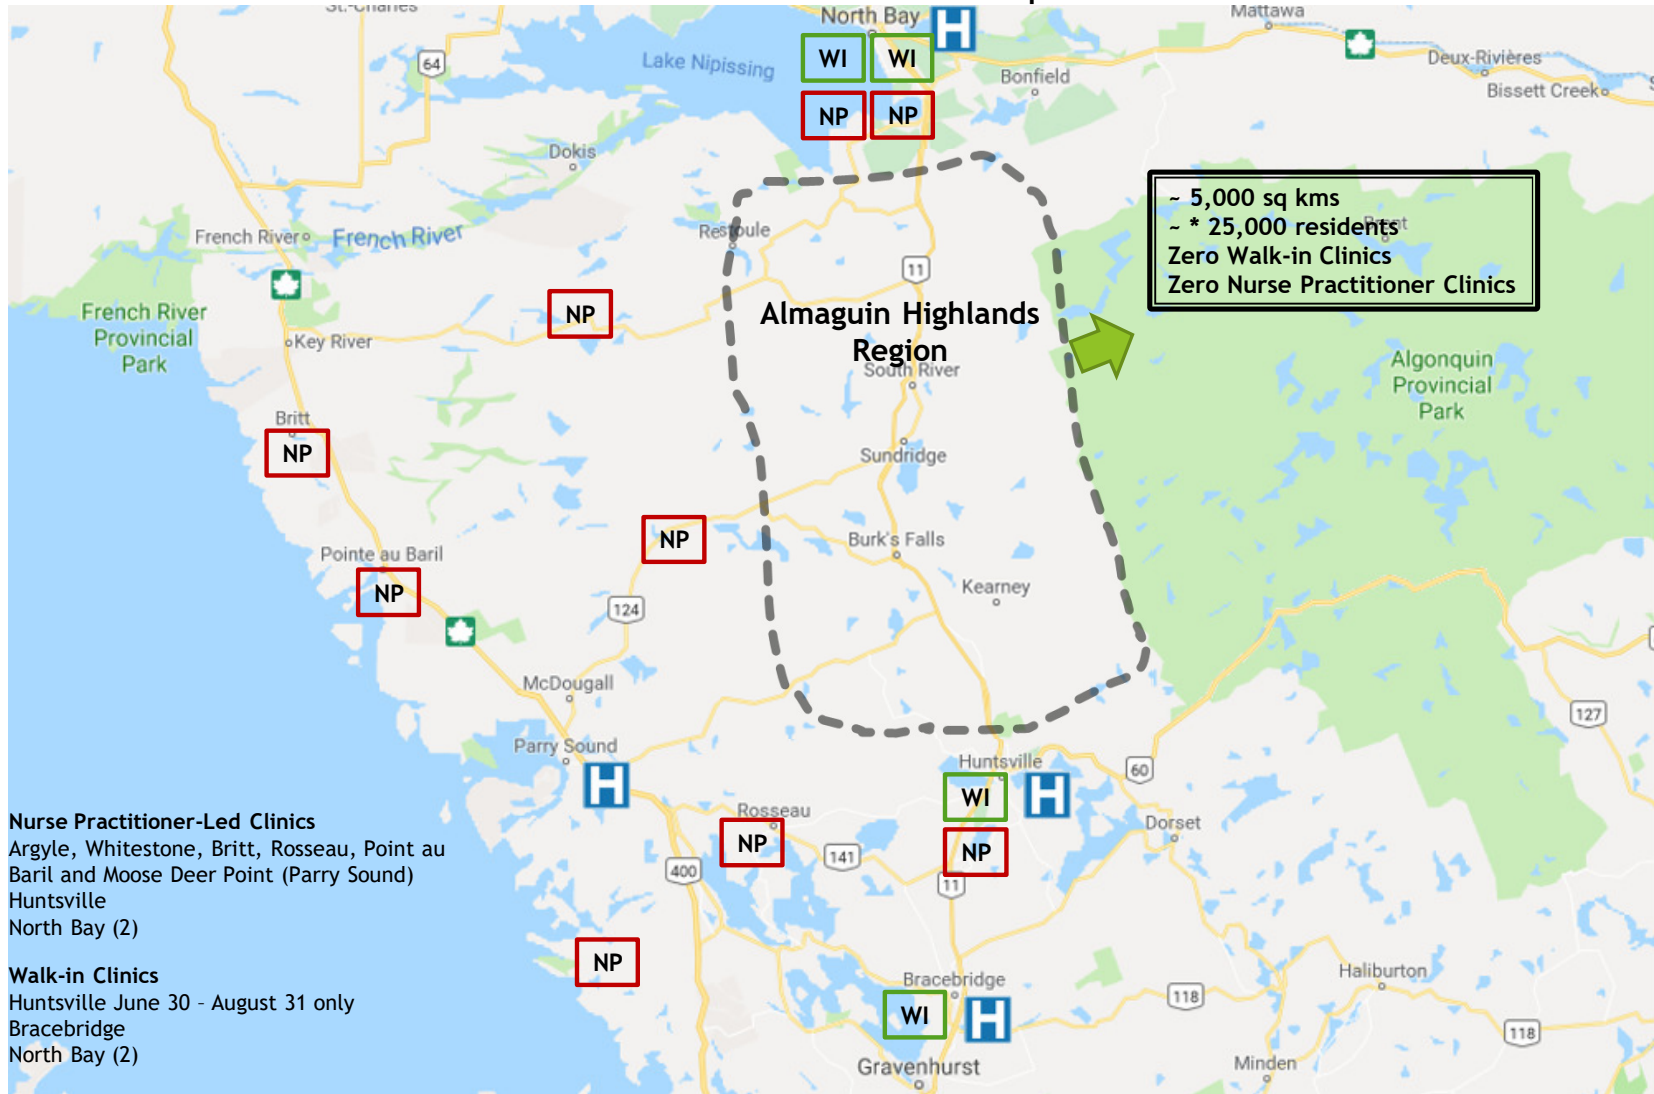 St.-Charles
North Bay
H
Mattawa
WI
WI
64
Lake Nipissing
Deux-Rivières
Bonfield
Bissett Creek
NP
NP
Dokis
~ 5,000 sq kms
~ * 25,000 residents
Zero Walk-in Clinics
Zero Nurse Practitioner Clinics
Restoule
French River
French River
11
French River
Provincial
Park
NP
Almaguin Highlands
Region
Key River
South River
Algonquin
Provincial
Park
Britt
NP
Sundridge
NP
Burk's Falls
Pointe au Baril
NP
Kearney
124
McDougall
127
Parry Sound
H
Huntsville
60
WI
H
Rosseau
NP
141
NP
Dorset
400
11
Nurse Practitioner-Led Clinics
Argyle, Whitestone, Britt, Rosseau, Point au
Baril and Moose Deer Point (Parry Sound)
Huntsville
North Bay (2)
NP
Walk-in Clinics
Huntsville June 30 – August 31 only
Bracebridge
North Bay (2)
Bracebridge
WI
H
Haliburton
118
118
Gravenhurst
Minden